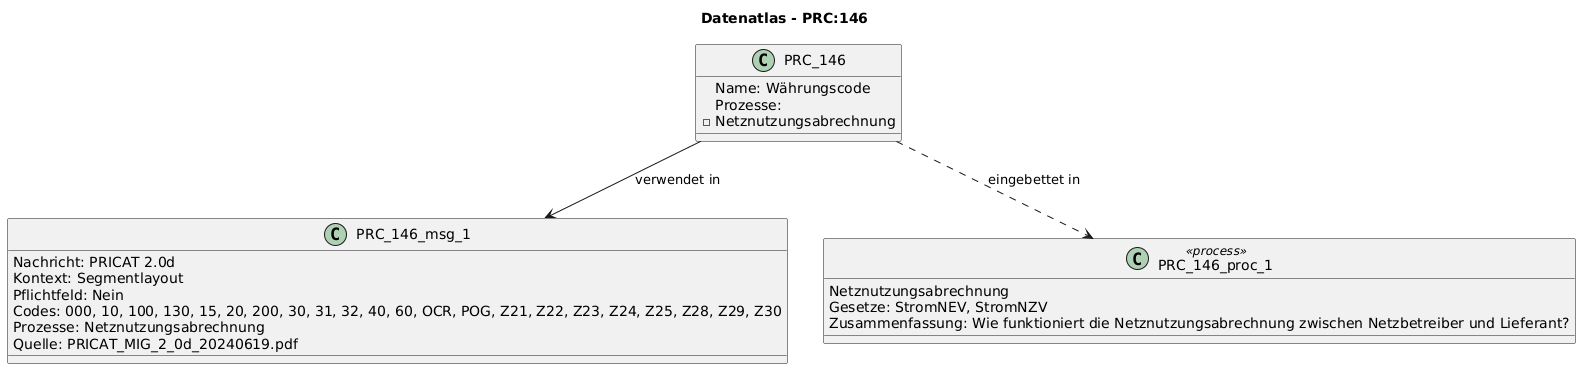 Datenatlas - PRC:146
C PRC_146
Name: Währungscode
Prozesse:
Netznutzungsabrechnung
verwendet in
eingebettet in
C PRC_146_msg_1
Nachricht: PRICAT 2.0d
Kontext: Segmentlayout
Pflichtfeld: Nein
Codes: 000, 10, 100, 130, 15, 20, 200, 30, 31, 32, 40, 60, OCR, POG, Z21, Z22, Z23, Z24, Z25, Z28, Z29, Z30
Prozesse: Netznutzungsabrechnung
Quelle: PRICAT_MIG_2_0d_20240619.pdf
«process»
C PRC_146_proc_1
Netznutzungsabrechnung
Gesetze: StromNEV, StromNZV
Zusammenfassung: Wie funktioniert die Netznutzungsabrechnung zwischen Netzbetreiber und Lieferant?